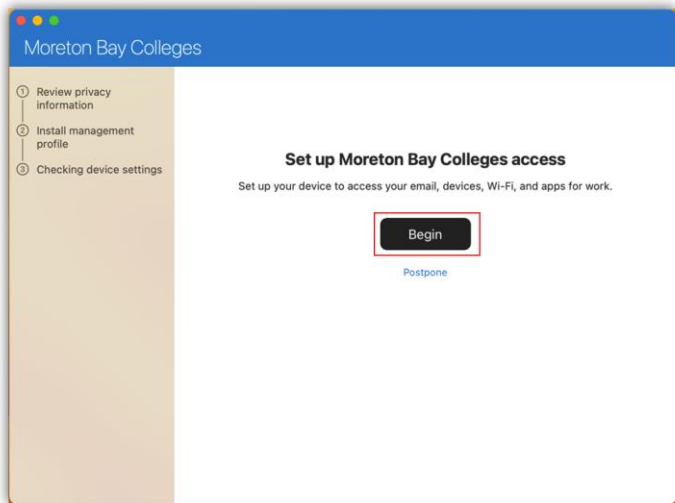 Moreton Bay Colleges
1 Review privacy
information
2 Install management
profile
3 Checking device settings
Set up Moreton Bay Colleges access
Set up your device to access your email, devices, Wi-Fi, and apps for work.
Begin
Postpone